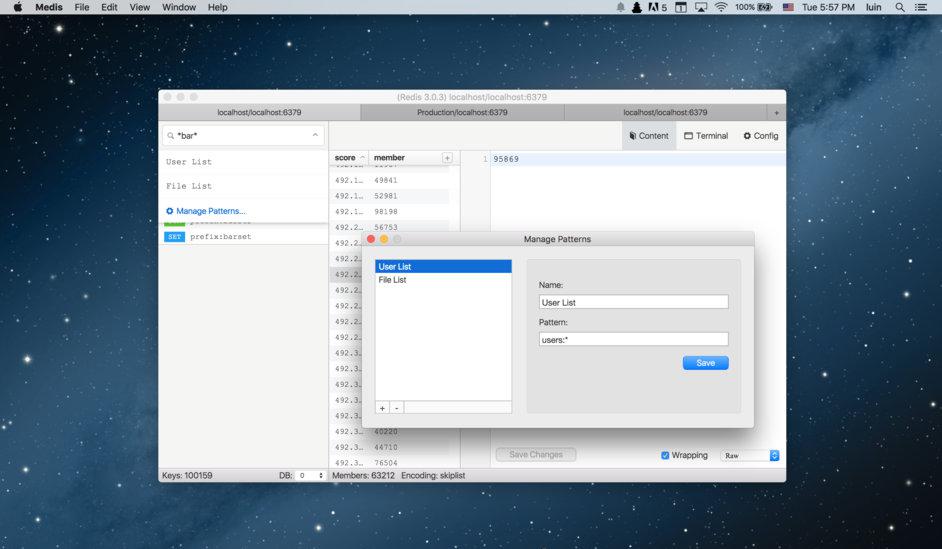 Medis File Edit View Window Help 5 1 100% Tue 5:57 PM luin
(Redis 3.0.3) localhost/localhost:6379
localhost/localhost:6379 Production/localhost:6379 localhost/localhost:6379 +
*bar*
Content Terminal Config
User List
File List
Manage Patterns...
SET prefix:barset
score member +
492.1… 49841
492.1… 52981
492.1… 98198
492.2… 56753
492.2…
492.2…
492.2…
492.2…
492.2…
492.2…
492.2…
492.3…
492.3…
492.3…
492.3…
492.3…
492.3… 40220
492.3… 44710
492.3… 76504
1 95869
Manage Patterns
User List
File List
+ -
Name:
User List
Pattern:
users:*
Save
Save Changes
Wrapping
Raw
Keys: 100159 DB: 0 Members: 63212 Encoding: skiplist